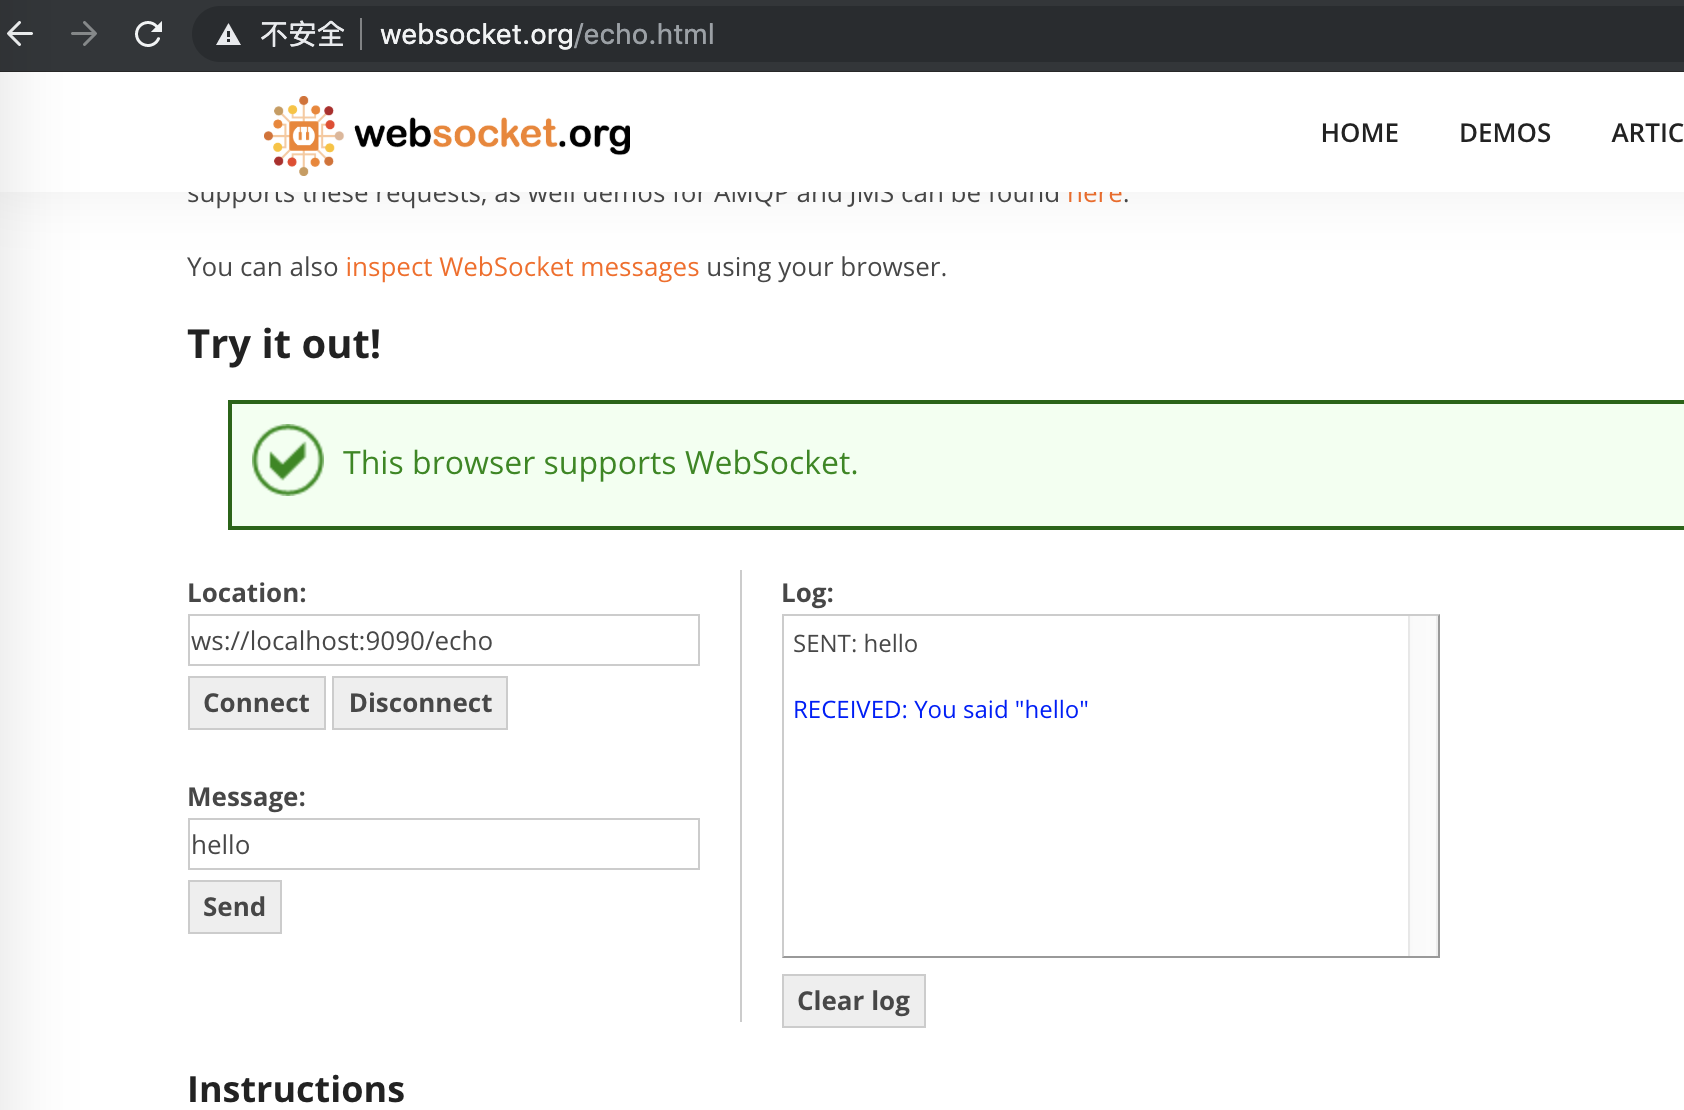 不安全 websocket.org/echo.html
websocket.org HOME DEMOS ARTIC
supports these requests, as well demos for AMQP and JMS can be found here.
You can also inspect WebSocket messages using your browser.
Try it out!
This browser supports WebSocket.
Location:
ws://localhost:9090/echo
Connect Disconnect
Message:
hello
Send
Log:
SENT: hello
RECEIVED: You said "hello"
Clear log
Instructions